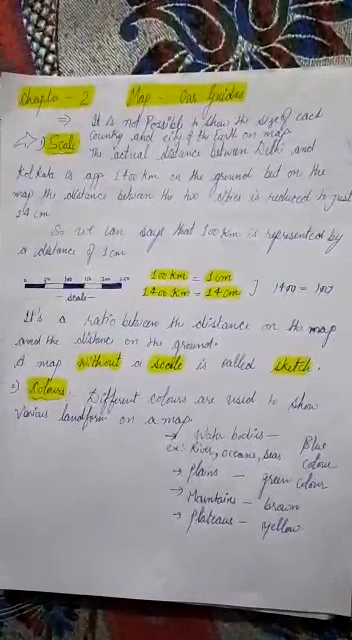 Chapter - 2 Map - Our Guides
⇒ It is not Possible to show the size of each
country and city of the Earth on map.
1) Scale The actual distance between Delhi and
Kolkata is app 1400 km on the ground but on the
map the distance between the two cities is reduced to just
14 cm
So we can says that 100 km is represented by
a distance of 1 cm
100 km = 1 cm
1400 km = 14 cm ] 1400 =
— Scale —
It's a ratio between the distance on the map
and the distance on the ground.
A map without a scale is called sketch.
2) Colours: Different colours are used to show
various landform on a map.
→ Water bodies —
ex: River, oceans, seas Blue colour
→ Plains — green colour
→ Mountains — brown
→ Plateaus — yellow